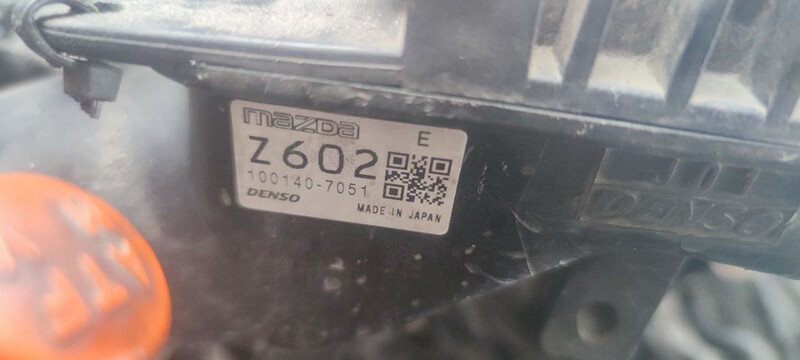 mazda
E
Z602
100140-7051
DENSO
MADE IN JAPAN
DENSO